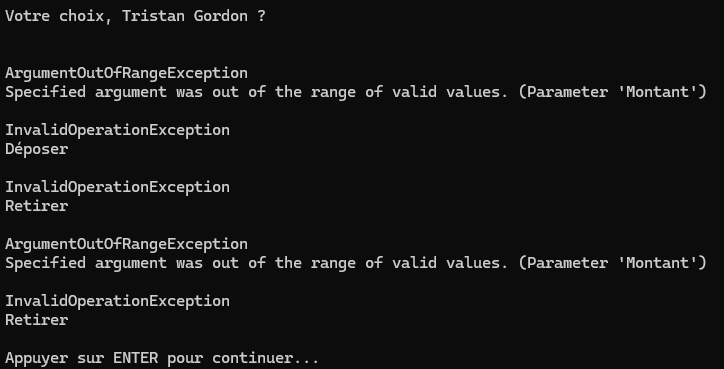 Votre choix, Tristan Gordon ?
ArgumentOutOfRangeException
Specified argument was out of the range of valid values. (Parameter 'Montant')
InvalidOperationException
Déposer
InvalidOperationException
Retirer
ArgumentOutOfRangeException
Specified argument was out of the range of valid values. (Parameter 'Montant')
InvalidOperationException
Retirer
Appuyer sur ENTER pour continuer...